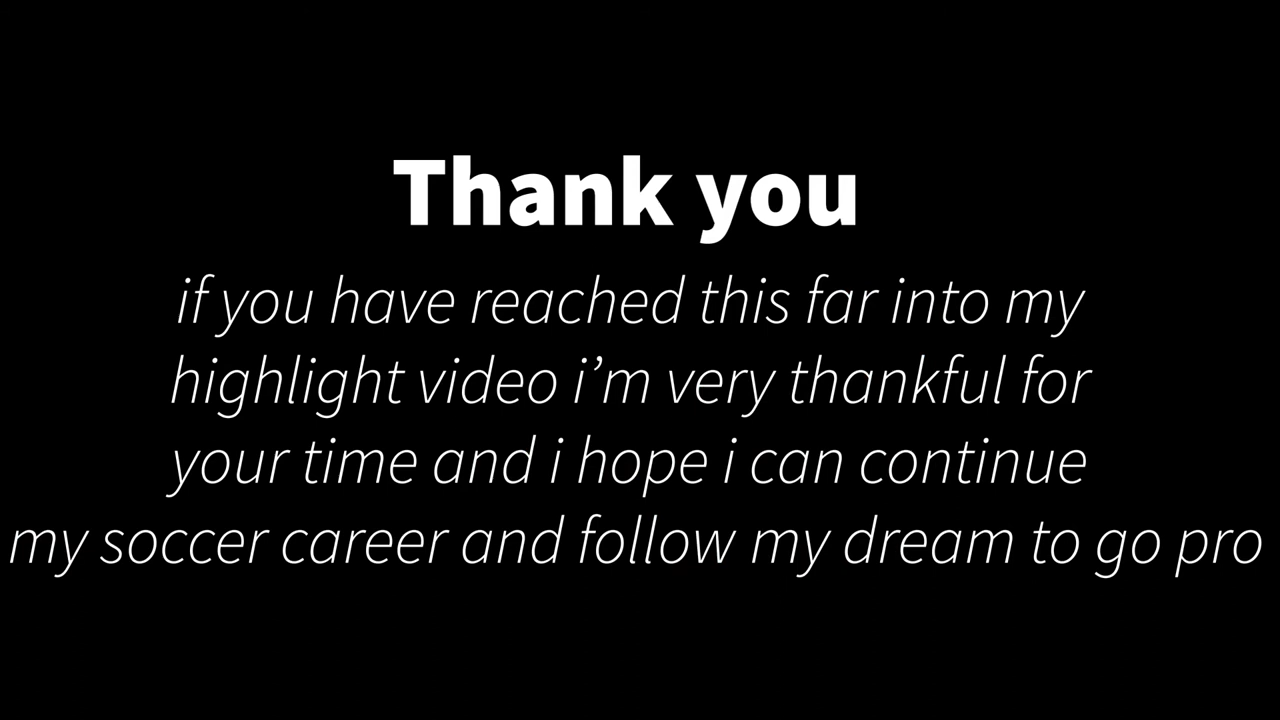 Thank you
if you have reached this far into my
highlight video i’m very thankful for
your time and i hope i can continue
my soccer career and follow my dream to go pro